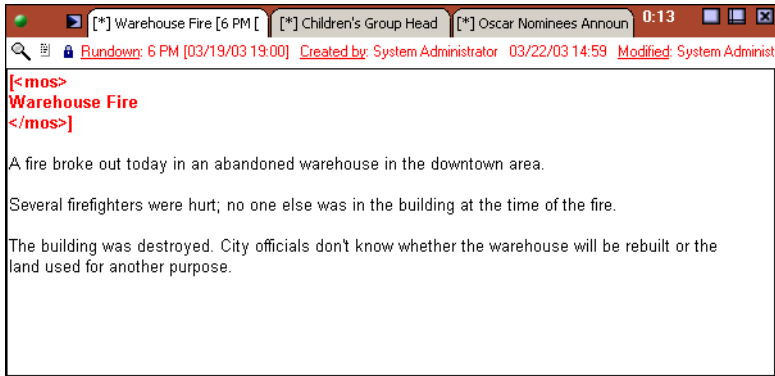 [*] Warehouse Fire [6 PM [ [*] Children's Group Head [*] Oscar Nominees Announ 0:13
Rundown: 6 PM [03/19/03 19:00] Created by: System Administrator 03/22/03 14:59 Modified: System Administ
[<mos>
Warehouse Fire
</mos>]
A fire broke out today in an abandoned warehouse in the downtown area.
Several firefighters were hurt; no one else was in the building at the time of the fire.
The building was destroyed. City officials don't know whether the warehouse will be rebuilt or the
land used for another purpose.